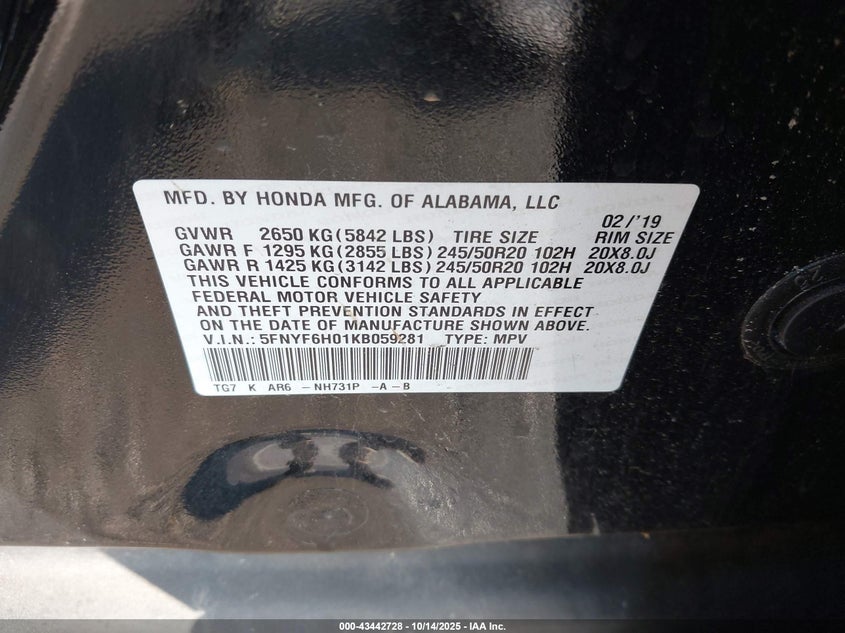 MFD. BY HONDA MFG. OF ALABAMA, LLC
02/'19
GVWR 2650 KG(5842 LBS) TIRE SIZE RIM SIZE
GAWR F 1295 KG(2855 LBS) 245/50R20 102H 20X8.0J
GAWR R 1425 KG(3142 LBS) 245/50R20 102H 20X8.0J
THIS VEHICLE CONFORMS TO ALL APPLICABLE
FEDERAL MOTOR VEHICLE SAFETY
AND THEFT PREVENTION STANDARDS IN EFFECT
ON THE DATE OF MANUFACTURE SHOWN ABOVE.
V.I.N.: 5FNYF6H01KB059281 TYPE: MPV
TG7 K AR6 -NH731P -A-B
000-43442728 - 10/14/2025 - IAA Inc.